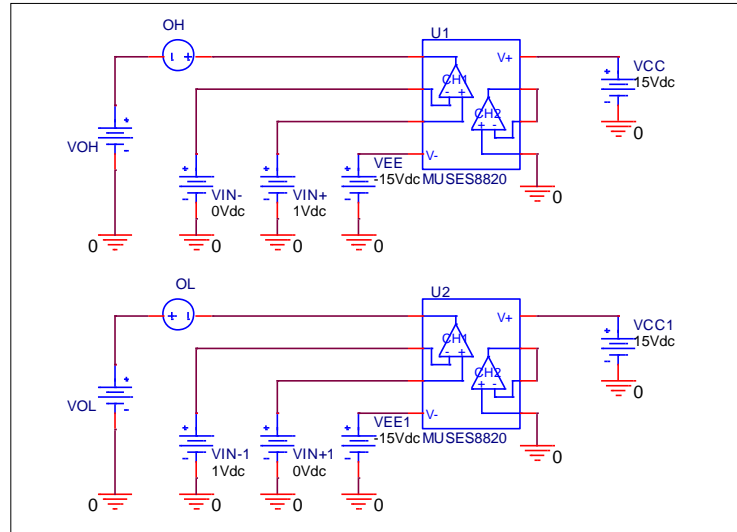 OH
+ I
U1
V+
CH1
- +
CH2
+ -
V-
MUSES8820
VCC
15Vdc
0
VOH
VEE
-15Vdc
VIN-
0Vdc
VIN+
1Vdc
0
0
0
0
0
OL
+ I
U2
V+
CH1
- +
CH2
+ -
V-
MUSES8820
VCC1
15Vdc
0
VOL
VEE1
-15Vdc
VIN-1
1Vdc
VIN+1
0Vdc
0
0
0
0
0